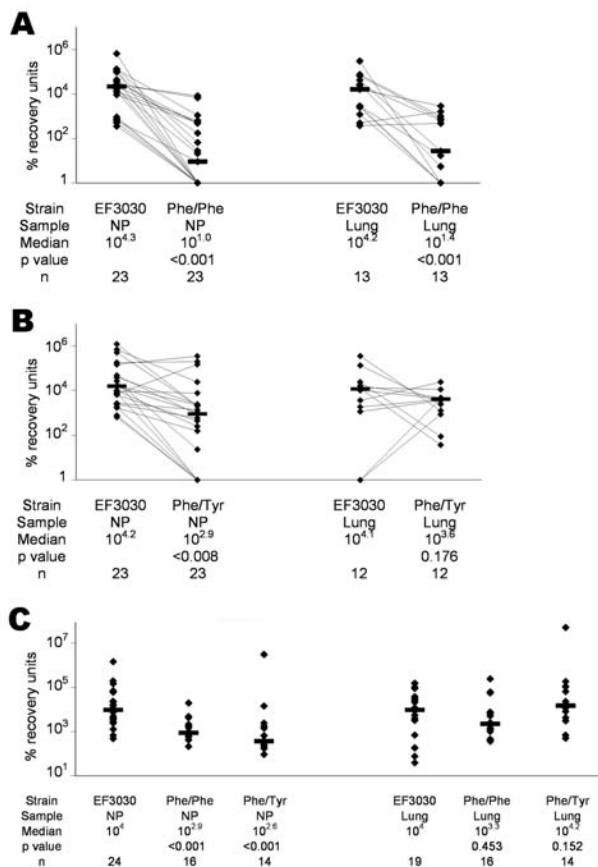 A
% recovery units
10^6
10^4
10^2
1
Strain EF3030 Phe/Phe EF3030 Phe/Phe
Sample NP NP Lung Lung
Median 10^4.3 10^1.0 10^4.2 10^1.4
p value <0.001 <0.001
n 23 23 13 13
B
% recovery units
10^6
10^4
10^2
1
Strain EF3030 Phe/Tyr EF3030 Phe/Tyr
Sample NP NP Lung Lung
Median 10^4.2 10^2.9 10^4.1 10^3.6
p value <0.008 0.176
n 23 23 12 12
C
% recovery units
10^7
10^5
10^3
10^1
Strain EF3030 Phe/Phe Phe/Tyr EF3030 Phe/Phe Phe/Tyr
Sample NP NP NP Lung Lung Lung
Median 10^4 10^2.9 10^2.6 10^4 10^3.3 10^4.2
p value <0.001 <0.001 0.453 0.152
n 24 16 14 19 16 14